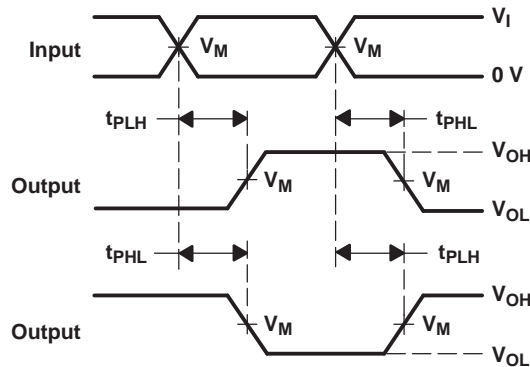 V_I
Input V_M V_M
0 V
t_PLH t_PHL
V_OH
Output V_M V_M
V_OL
t_PHL t_PLH
V_OH
Output V_M V_M
V_OL